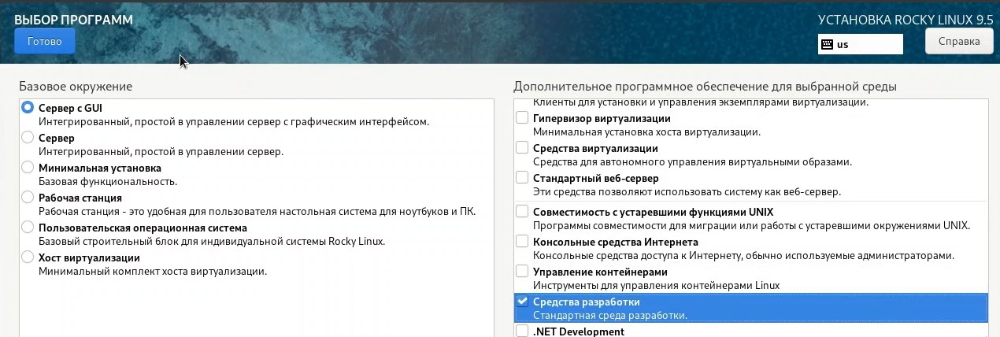 ВЫБОР ПРОГРАММ
УСТАНОВКА ROCKY LINUX 9.5
Готово
us
Справка
Базовое окружение
Сервер с GUI
Интегрированный, простой в управлении сервер с графическим интерфейсом.
Сервер
Интегрированный, простой в управлении сервер.
Минимальная установка
Базовая функциональность.
Рабочая станция
Рабочая станция - это удобная для пользователя настольная система для ноутбуков и ПК.
Пользовательская операционная система
Базовый строительный блок для индивидуальной системы Rocky Linux.
Хост виртуализации
Минимальный комплект хоста виртуализации.
Дополнительное программное обеспечение для выбранной среды
Клиенты для установки и управления экземплярами виртуализации.
Гипервизор виртуализации
Минимальная установка хоста виртуализации.
Средства виртуализации
Средства для автономного управления виртуальными образами.
Стандартный веб-сервер
Эти средства позволяют использовать систему как веб-сервер.
Совместимость с устаревшими функциями UNIX
Программы совместимости для миграции или работы с устаревшими окружениями UNIX.
Консольные средства Интернета
Консольные средства доступа к Интернету, обычно используемые администраторами.
Управление контейнерами
Инструменты для управления контейнерами Linux
Средства разработки
Стандартная среда разработки.
.NET Development